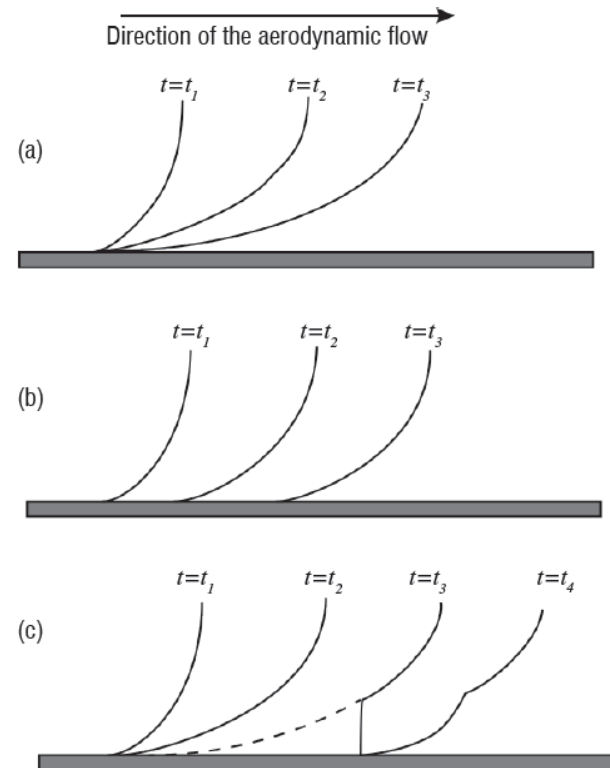 Direction of the aerodynamic flow
t=t1 t=t2 t=t3
(a)
t=t1 t=t2 t=t3
(b)
t=t1 t=t2 t=t3 t=t4
(c)